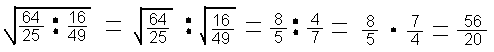 √(64/25 : 16/49) = √(64/25) : √(16/49) = 8/5 : 4/7 = 8/5 · 7/4 = 56/20